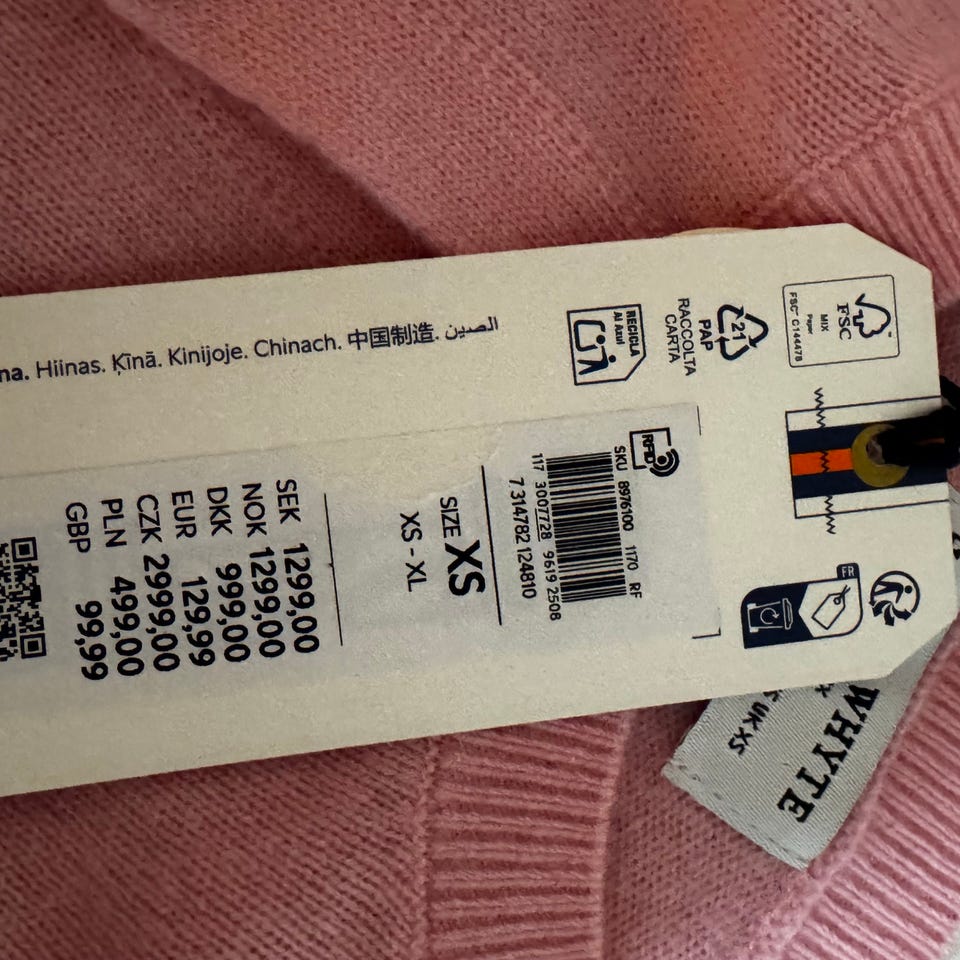 na. Hiinas. Ķīnā. Kinijoje. Chinach. 中国制造. الصين
RECICLA
Al Azul
21
PAP
RACCOLTA
CARTA
FSC
MIX
Paper
FSC™ C144478
RFID
SKU 8976100 1170 RF
117 3007728 9619 2508
7 314782 124810
SIZE XS
XS - XL
SEK 1299,00
NOK 1299,00
DKK 999,00
EUR 129,99
CZK 2999,00
PLN 499,00
GBP 99,99
FR
WHYTE
UK XS